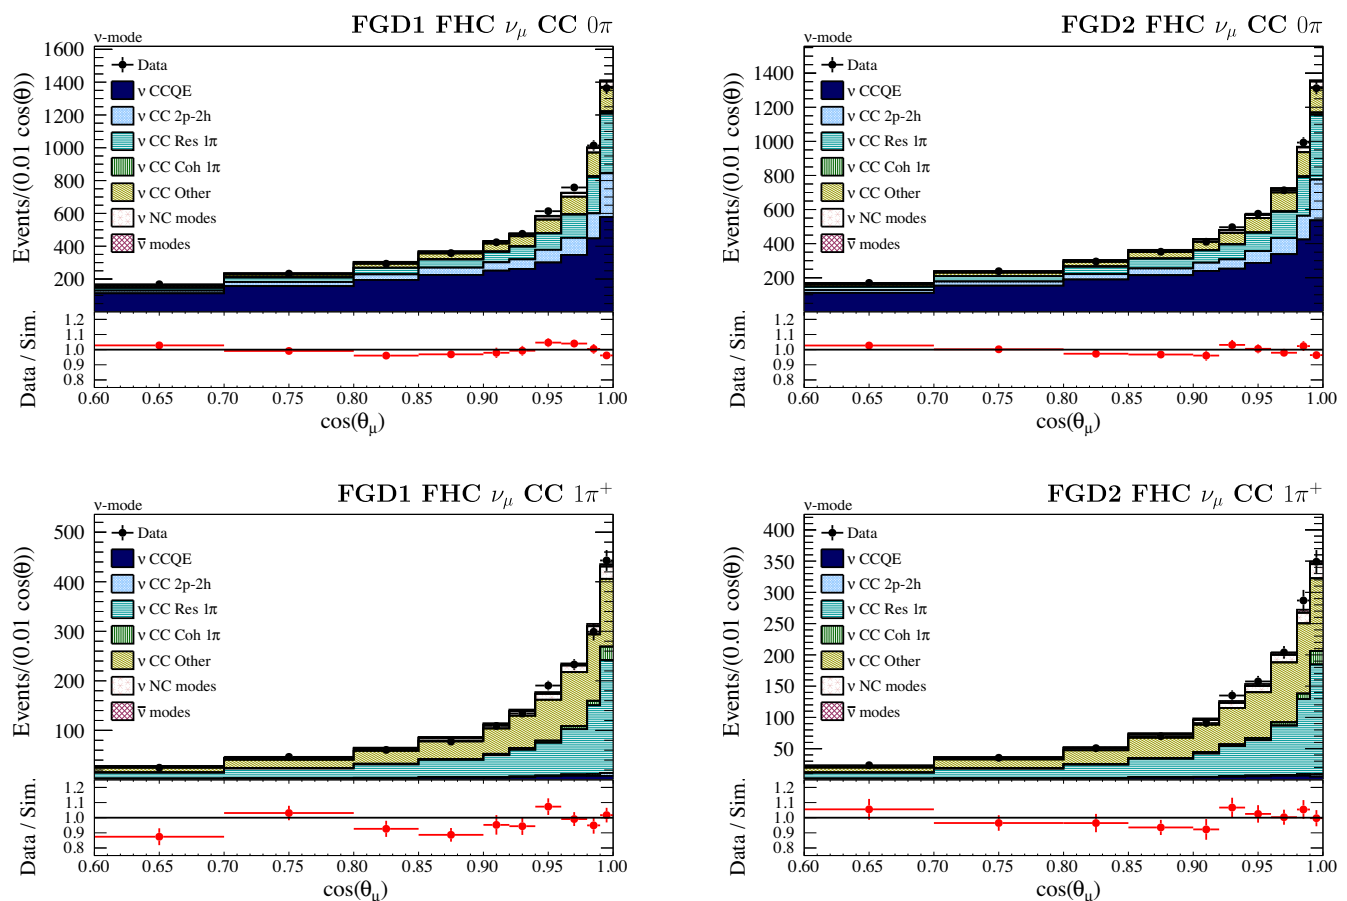 FGD1 FHC νμ CC 0π
ν-mode
Events/(0.01 cos(θ))
1600
1400
1200
1000
800
600
400
200
Data
ν CCQE
ν CC 2p-2h
ν CC Res 1π
ν CC Coh 1π
ν CC Other
ν NC modes
ν̅ modes
Data / Sim.
1.2
1.1
1.0
0.9
0.8
0.60 0.65 0.70 0.75 0.80 0.85 0.90 0.95 1.00
cos(θμ)
FGD2 FHC νμ CC 0π
ν-mode
Events/(0.01 cos(θ))
1400
1200
1000
800
600
400
200
Data
ν CCQE
ν CC 2p-2h
ν CC Res 1π
ν CC Coh 1π
ν CC Other
ν NC modes
ν̅ modes
Data / Sim.
1.2
1.1
1.0
0.9
0.8
0.60 0.65 0.70 0.75 0.80 0.85 0.90 0.95 1.00
cos(θμ)
FGD1 FHC νμ CC 1π⁺
ν-mode
Events/(0.01 cos(θ))
500
400
300
200
100
Data
ν CCQE
ν CC 2p-2h
ν CC Res 1π
ν CC Coh 1π
ν CC Other
ν NC modes
ν̅ modes
Data / Sim.
1.2
1.1
1.0
0.9
0.8
0.60 0.65 0.70 0.75 0.80 0.85 0.90 0.95 1.00
cos(θμ)
FGD2 FHC νμ CC 1π⁺
ν-mode
Events/(0.01 cos(θ))
400
350
300
250
200
150
100
50
Data
ν CCQE
ν CC 2p-2h
ν CC Res 1π
ν CC Coh 1π
ν CC Other
ν NC modes
ν̅ modes
Data / Sim.
1.2
1.1
1.0
0.9
0.8
0.60 0.65 0.70 0.75 0.80 0.85 0.90 0.95 1.00
cos(θμ)